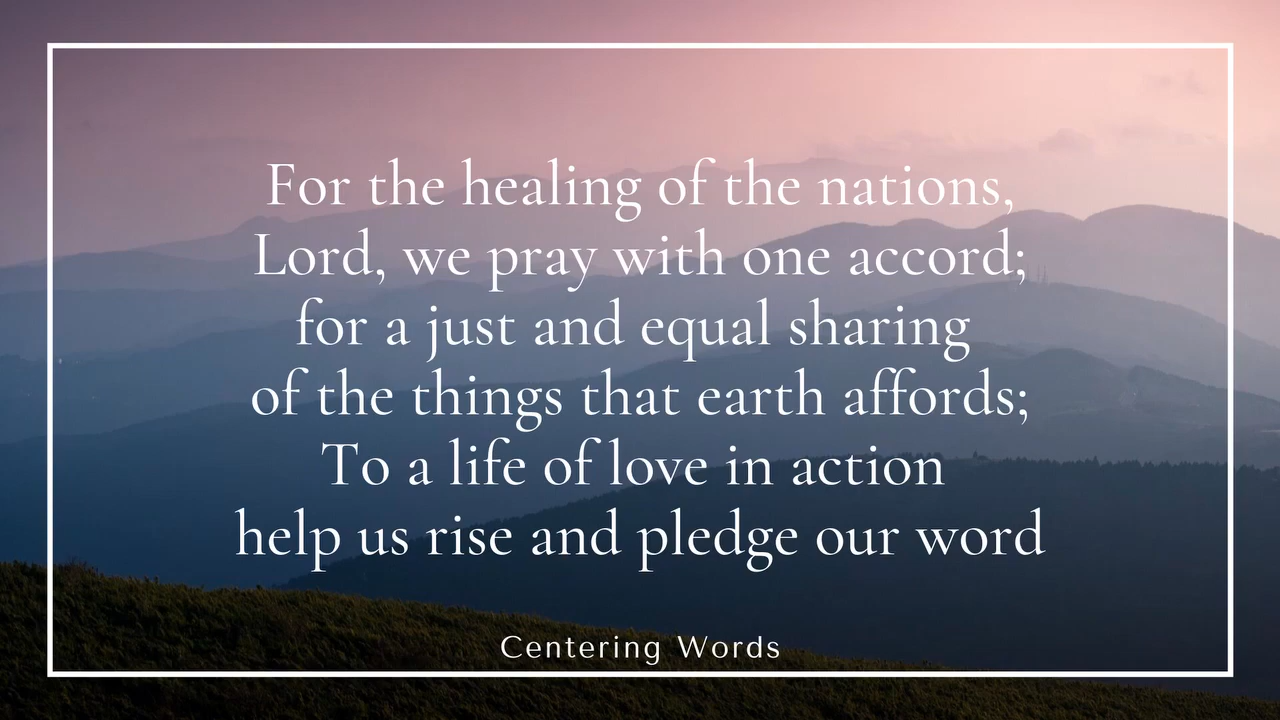 For the healing of the nations,
Lord, we pray with one accord;
for a just and equal sharing
of the things that earth affords;
To a life of love in action
help us rise and pledge our word
Centering Words